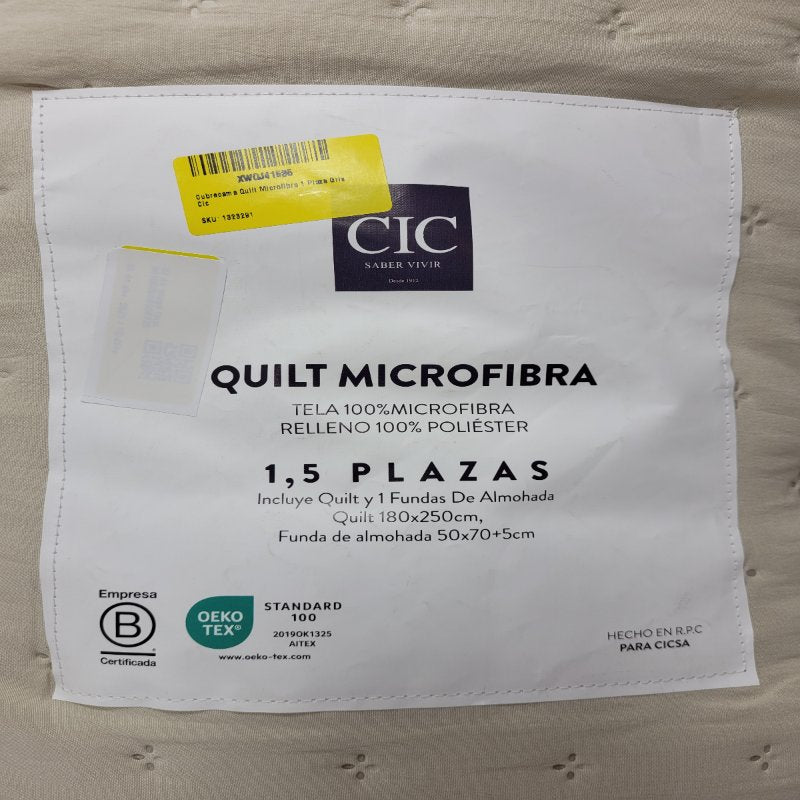 XWOJ41696
Cubrecama Quilt Microfibra 1 Plaza Gris
Cic
SKU: 1323291
CIC
SABER VIVIR
Desde 1912
QUILT MICROFIBRA
TELA 100%MICROFIBRA
RELLENO 100% POLIÉSTER
1,5 PLAZAS
Incluye Quilt y 1 Fundas De Almohada
Quilt 180x250cm,
Funda de almohada 50x70+5cm
Empresa
B
Certificada
OEKO
TEX®
STANDARD
100
2019OK1325
AITEX
www.oeko-tex.com
HECHO EN R.P.C
PARA CICSA